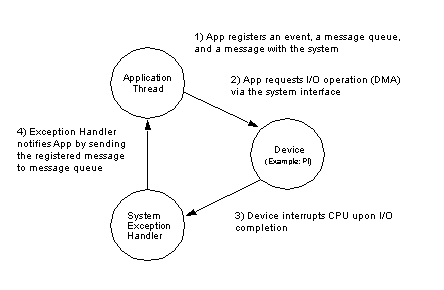 1) App registers an event, a message queue,
and a message with the system
Application
Thread
2) App requests I/O operation (DMA)
via the system interface
4) Exception Handler
notifies App by sending
the registered message
to message queue
Device
(Example: PI)
System
Exception
Handler
3) Device interrupts CPU upon I/O
completion